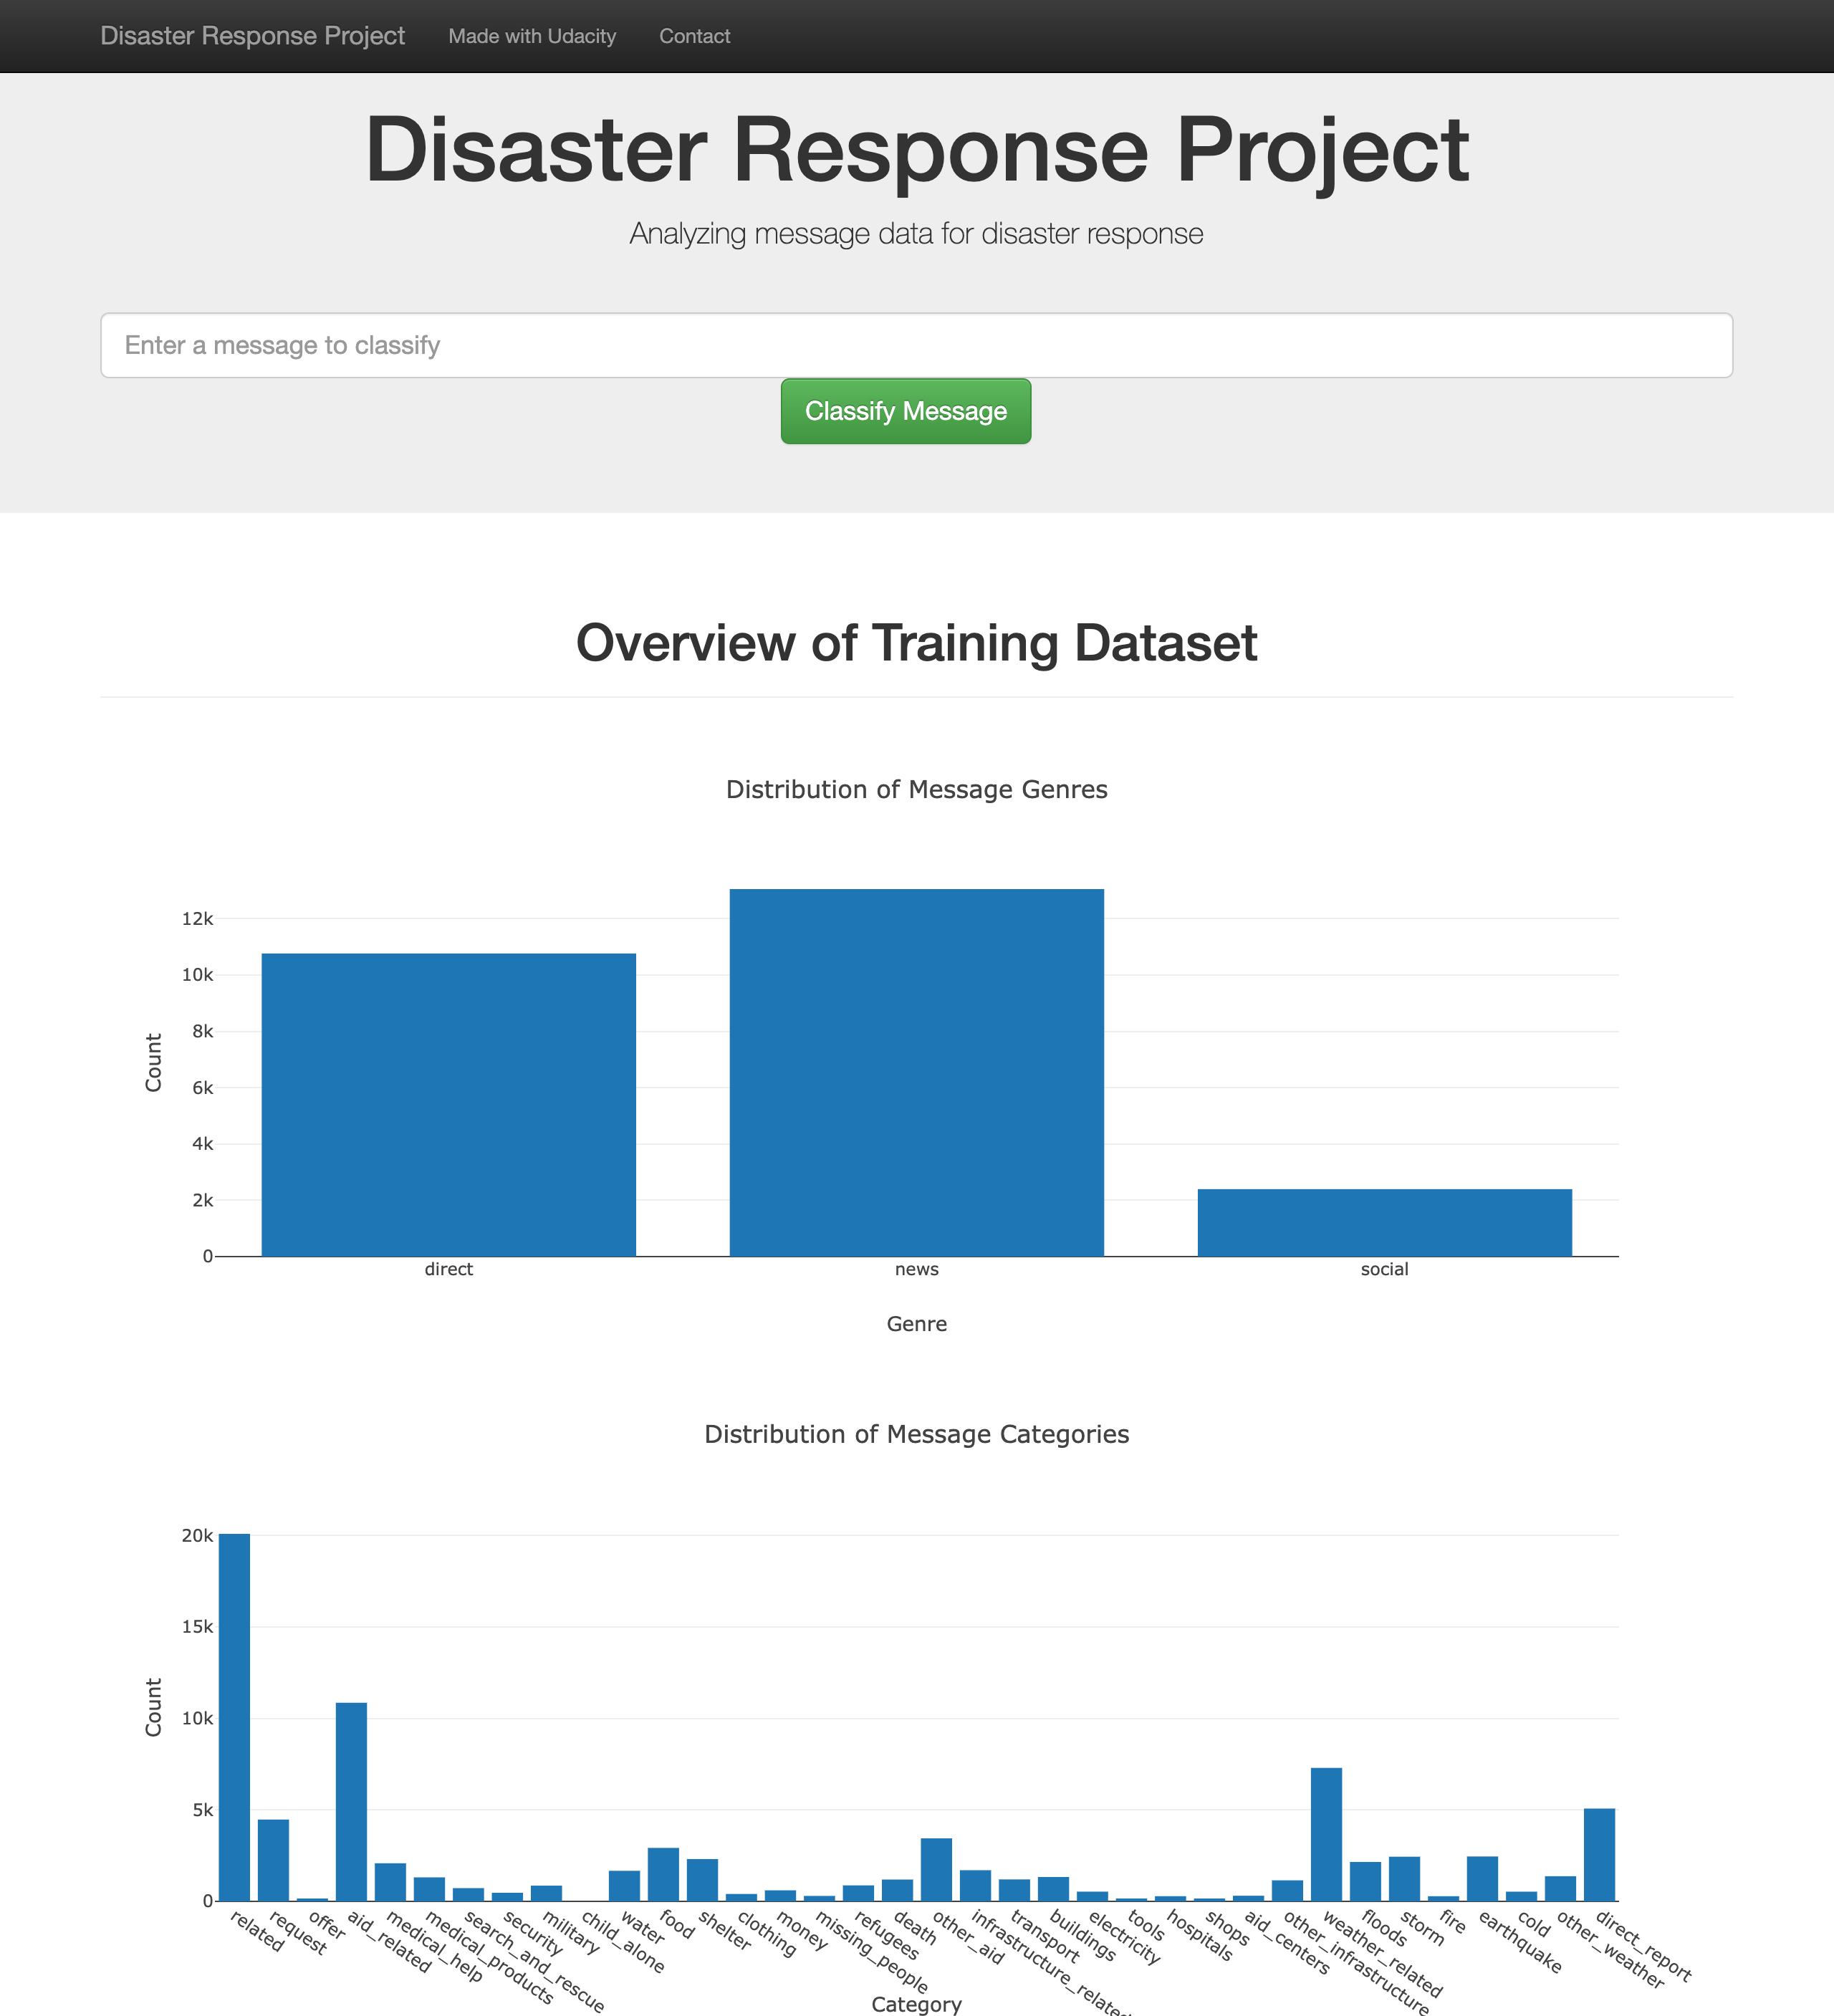 Disaster Response Project Made with Udacity Contact
Disaster Response Project
Analyzing message data for disaster response
Enter a message to classify
Classify Message
Overview of Training Dataset
Distribution of Message Genres
12k
10k
8k
6k
4k
2k
0
Count
direct news social
Genre
Distribution of Message Categories
20k
15k
10k
5k
0
Count
related
request
offer
aid_related
medical_help
medical_products
search_and_rescue
security
military
child_alone
water
food
shelter
clothing
money
missing_people
refugees
death
other_aid
infrastructure_related
transport
buildings
electricity
tools
hospitals
shops
aid_centers
other_infrastructure
weather_related
floods
storm
fire
earthquake
cold
other_weather
direct_report
Category